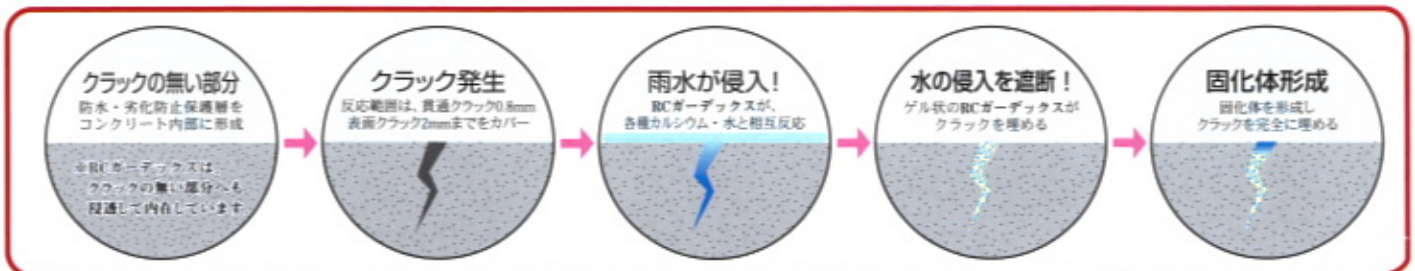 クラックの無い部分
防水・劣化防止保護層を
コンクリート内部に形成
※RCガーデックスは、
クラックの無い部分へも
浸透して内在しています
クラック発生
反応範囲は、貫通クラック0.8mm
表面クラック2mmまでをカバー
雨水が侵入！
RCガーデックスが、
各種カルシウム・水と相互反応
水の侵入を遮断！
ゲル状のRCガーデックスが
クラックを埋める
固化体形成
固化体を形成し
クラックを完全に埋める